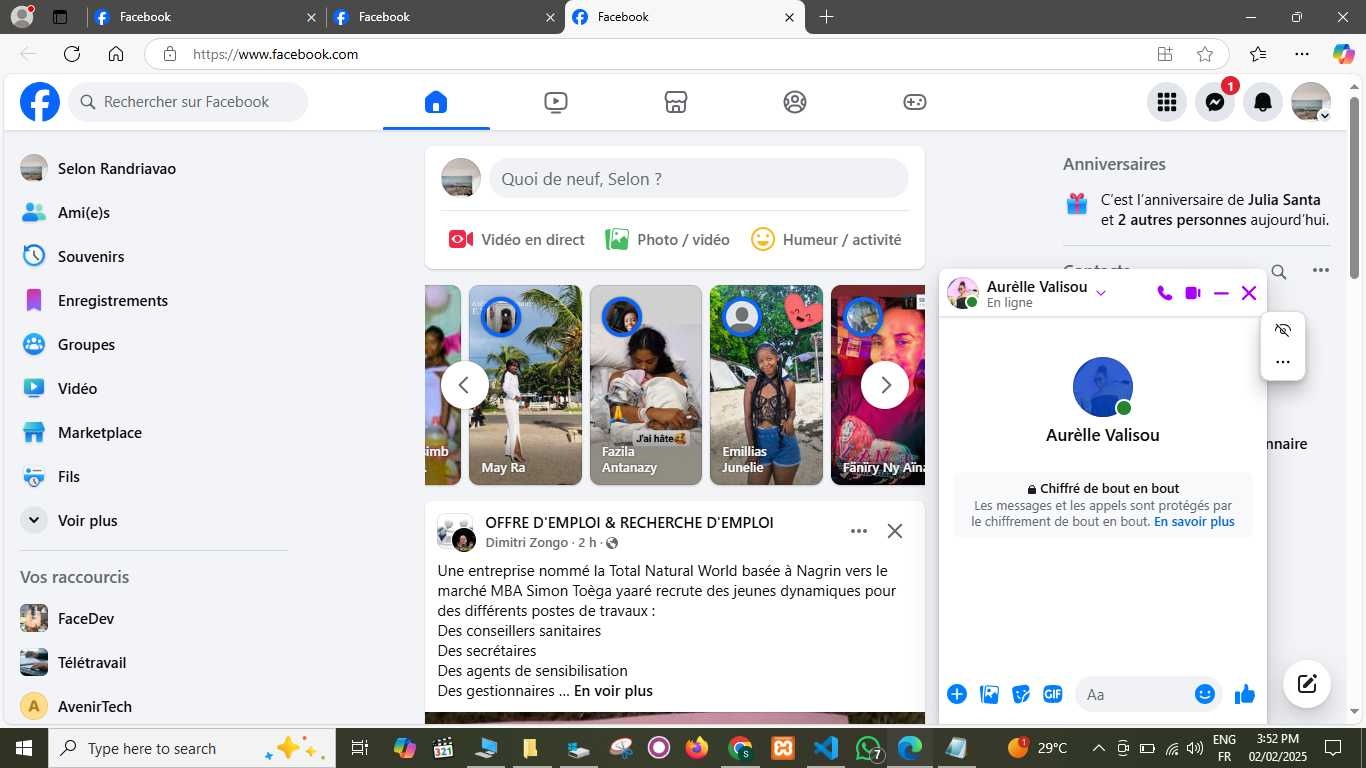 Facebook
Facebook
Facebook
https://www.facebook.com
Rechercher sur Facebook
1
Selon Randriavao
Ami(e)s
Souvenirs
Enregistrements
Groupes
Vidéo
Marketplace
Fils
Voir plus
Vos raccourcis
FaceDev
Télétravail
A
AvenirTech
Quoi de neuf, Selon ?
Vidéo en direct
Photo / vidéo
Humeur / activité
May Ra
J'ai hâte
Fazila
Antanazy
Emillias
Junelie
Fäniry Ny Aïna
OFFRE D'EMPLOI & RECHERCHE D'EMPLOI
Dimitri Zongo · 2 h ·
Une entreprise nommé la Total Natural World basée à Nagrin vers le
marché MBA Simon Toèga yaaré recrute des jeunes dynamiques pour
des différents postes de travaux :
Des conseillers sanitaires
Des secrétaires
Des agents de sensibilisation
Des gestionnaires ... En voir plus
Anniversaires
C'est l'anniversaire de Julia Santa
et 2 autres personnes aujourd'hui.
Contacts
Aurèlle Valisou
En ligne
Aurèlle Valisou
Chiffré de bout en bout
Les messages et les appels sont protégés par
le chiffrement de bout en bout. En savoir plus
GIF
Aa
Type here to search
321
S
7
1
29°C
ENG
FR
3:52 PM
02/02/2025